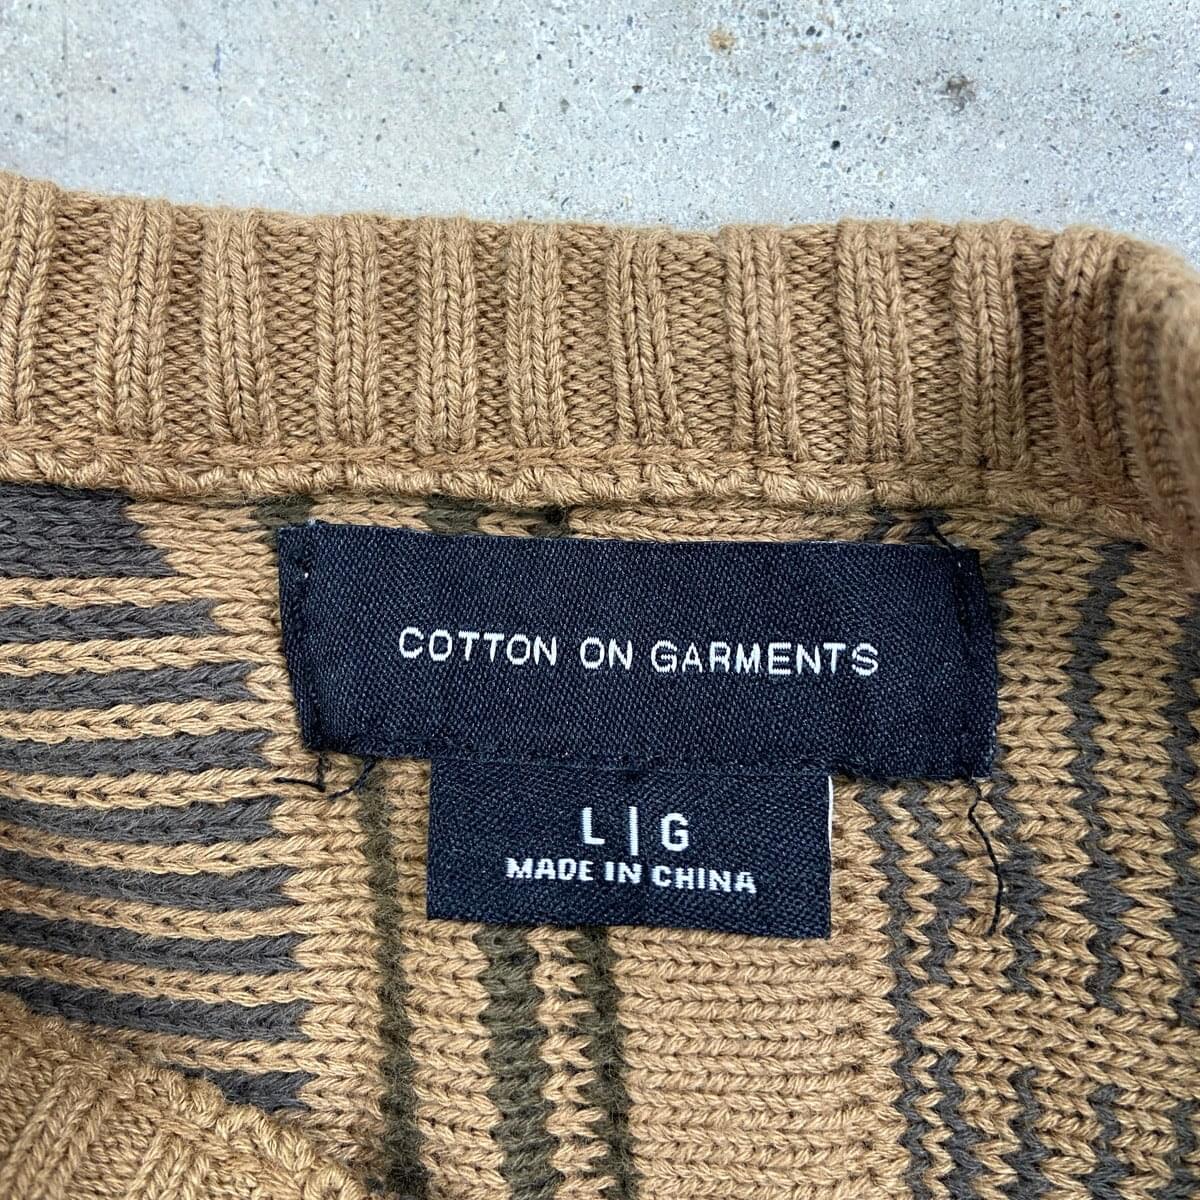 COTTON ON GARMENTS
L | G
MADE IN CHINA